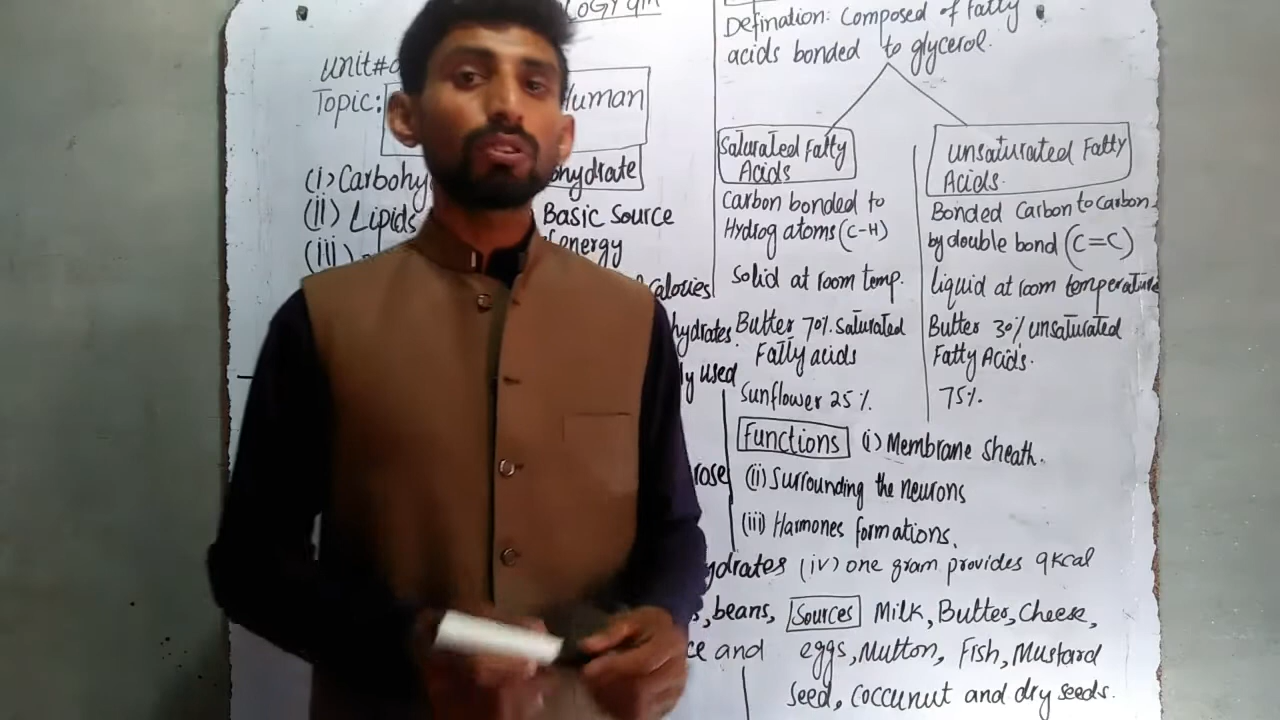 unit#
Topic:
Human
(i) Carbohy
ohydrate
(ii) Lipids
(iii)
Basic Source
energy
calories
hydrates.
ly used
rose
ydrates
beans,
ce and
Defination: Composed of fatty
acids bonded to glycerol.
Saturated Fatty
Acids
Carbon bonded to
Hydrog atoms (C-H)
Solid at room temp.
Butter 70% saturated
Fatty acids
Sunflower 25%.
unsaturated Fatty
Acids.
Bonded Carbon to carbon
by double bond (C=C)
liquid at room temperature
Butter 30% unsaturated
Fatty Acids.
75%.
Functions (i) Membrane sheath.
(ii) Surrounding the neurons
(iii) Harmones formations.
(iv) one gram provides 9kcal
Sources Milk, Butter, Cheese,
eggs, Mutton, Fish, Mustard
seed, coccunut and dry seeds.